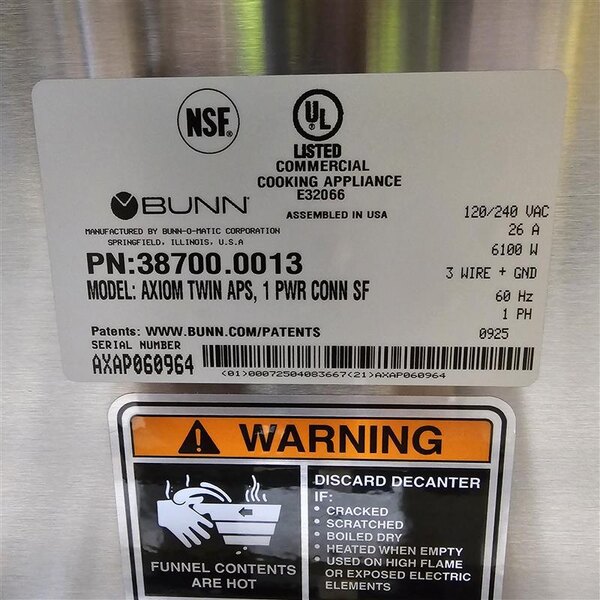 NSF.
UL
LISTED
COMMERCIAL
COOKING APPLIANCE
E32066
ASSEMBLED IN USA
BUNN
MANUFACTURED BY BUNN-O-MATIC CORPORATION
SPRINGFIELD, ILLINOIS, U.S.A
PN:38700.0013
MODEL: AXIOM TWIN APS, 1 PWR CONN SF
120/240 VAC
26 A
6100 W
3 WIRE + GND
60 Hz
1 PH
0925
Patents: WWW.BUNN.COM/PATENTS
SERIAL NUMBER
AXAP060964
(01)00072504083667(21)AXAP060964
WARNING
FUNNEL CONTENTS
ARE HOT
DISCARD DECANTER
IF:
• CRACKED
• SCRATCHED
• BOILED DRY
• HEATED WHEN EMPTY
• USED ON HIGH FLAME
OR EXPOSED ELECTRIC
ELEMENTS